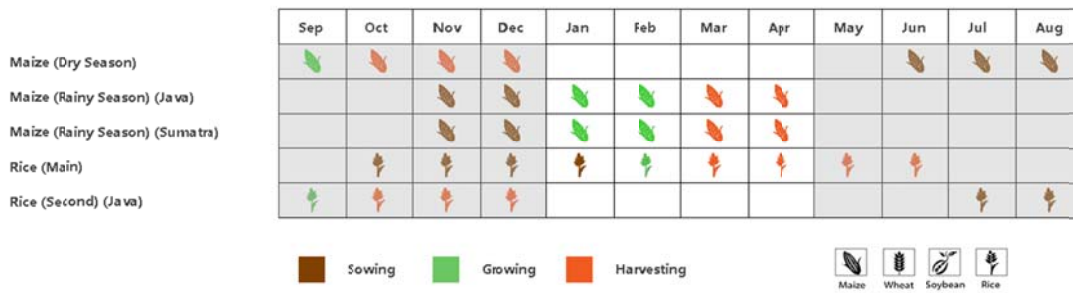 Sep Oct Nov Dec Jan Feb Mar Apr May Jun Jul Aug
Maize (Dry Season)
Maize (Rainy Season) (Java)
Maize (Rainy Season) (Sumatra)
Rice (Main)
Rice (Second) (Java)
Sowing Growing Harvesting
Maize Wheat Soybean Rice